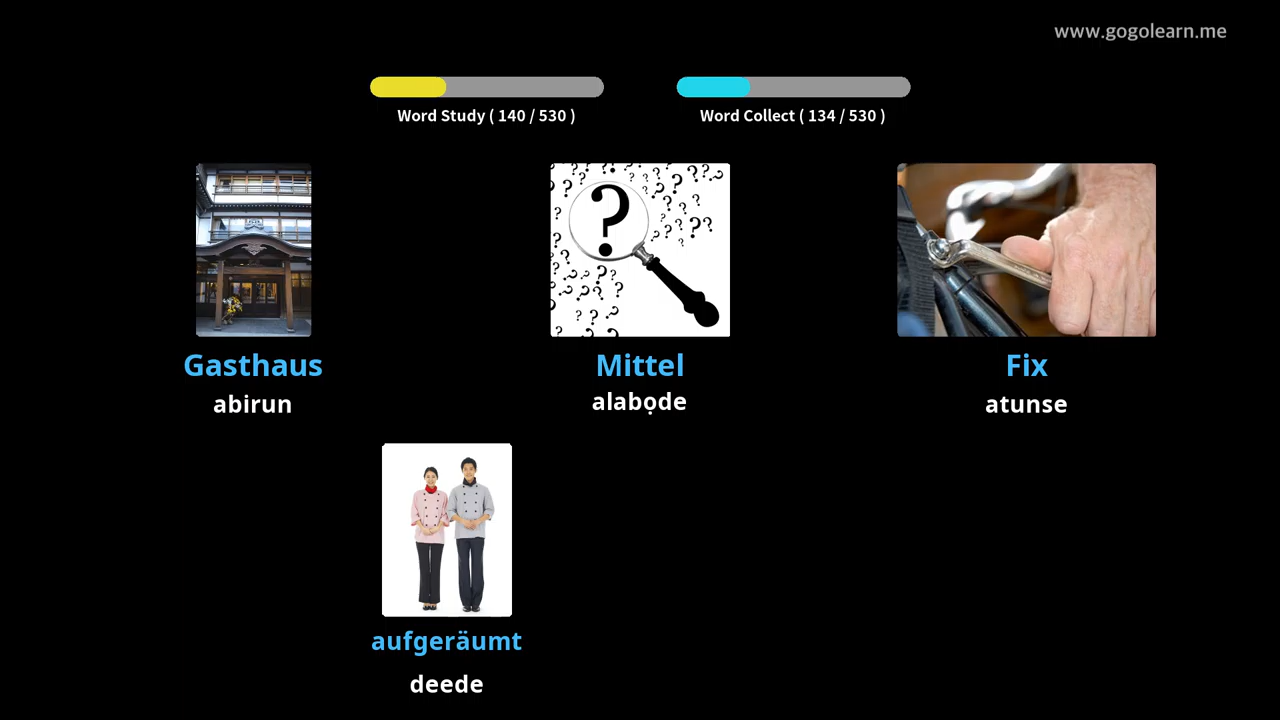 www.gogolearn.me
Word Study ( 140 / 530 )
Word Collect ( 134 / 530 )
Gasthaus
abirun
Mittel
alabọde
Fix
atunse
aufgeräumt
deede